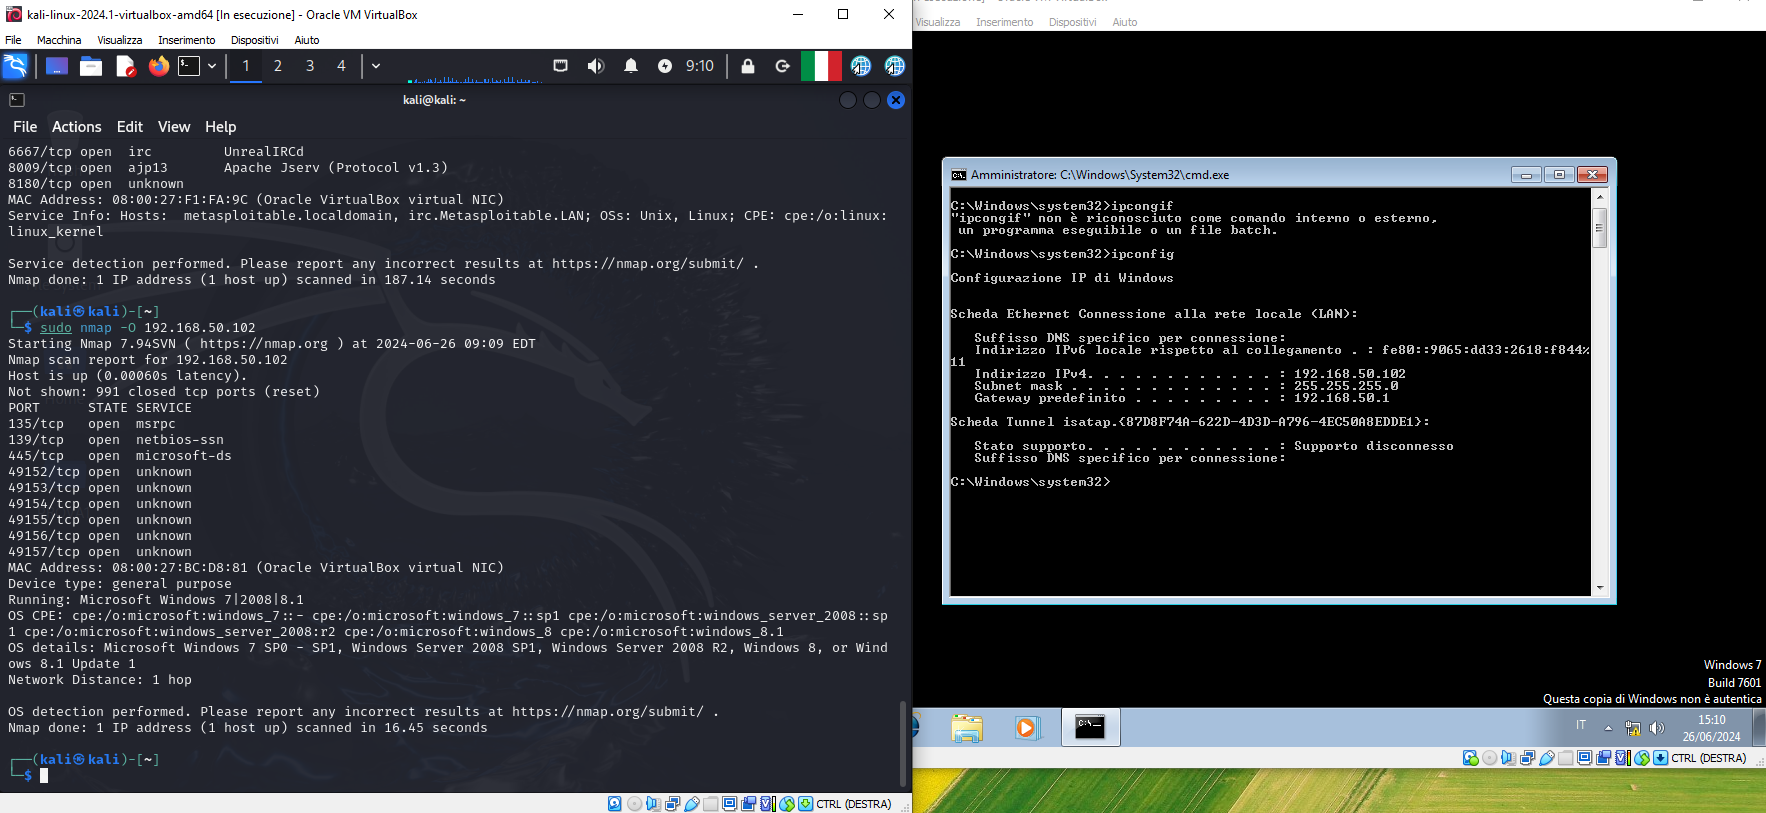 kali-linux-2024.1-virtualbox-amd64 [In esecuzione] - Oracle VM VirtualBox
File Macchina Visualizza Inserimento Dispositivi Aiuto
1 2 3 4 9:10
kali@kali: ~
File Actions Edit View Help
6667/tcp open  irc         UnrealIRCd
8009/tcp open  ajp13       Apache Jserv (Protocol v1.3)
8180/tcp open  unknown
MAC Address: 08:00:27:F1:FA:9C (Oracle VirtualBox virtual NIC)
Service Info: Hosts:  metasploitable.localdomain, irc.Metasploitable.LAN; OSs: Unix, Linux; CPE: cpe:/o:linux:
linux_kernel
Service detection performed. Please report any incorrect results at https://nmap.org/submit/ .
Nmap done: 1 IP address (1 host up) scanned in 187.14 seconds
┌──(kali㉿kali)-[~]
└─$ sudo nmap -O 192.168.50.102
Starting Nmap 7.94SVN ( https://nmap.org ) at 2024-06-26 09:09 EDT
Nmap scan report for 192.168.50.102
Host is up (0.00060s latency).
Not shown: 991 closed tcp ports (reset)
PORT      STATE SERVICE
135/tcp   open  msrpc
139/tcp   open  netbios-ssn
445/tcp   open  microsoft-ds
49152/tcp open  unknown
49153/tcp open  unknown
49154/tcp open  unknown
49155/tcp open  unknown
49156/tcp open  unknown
49157/tcp open  unknown
MAC Address: 08:00:27:BC:D8:81 (Oracle VirtualBox virtual NIC)
Device type: general purpose
Running: Microsoft Windows 7|2008|8.1
OS CPE: cpe:/o:microsoft:windows_7::- cpe:/o:microsoft:windows_7::sp1 cpe:/o:microsoft:windows_server_2008::sp
1 cpe:/o:microsoft:windows_server_2008:r2 cpe:/o:microsoft:windows_8 cpe:/o:microsoft:windows_8.1
OS details: Microsoft Windows 7 SP0 - SP1, Windows Server 2008 SP1, Windows Server 2008 R2, Windows 8, or Wind
ows 8.1 Update 1
Network Distance: 1 hop
OS detection performed. Please report any incorrect results at https://nmap.org/submit/ .
Nmap done: 1 IP address (1 host up) scanned in 16.45 seconds
┌──(kali㉿kali)-[~]
└─$
CTRL (DESTRA)
Visualizza Inserimento Dispositivi Aiuto
Amministratore: C:\Windows\System32\cmd.exe
C:\Windows\system32>ipcongif
"ipcongif" non è riconosciuto come comando interno o esterno,
 un programma eseguibile o un file batch.
C:\Windows\system32>ipconfig
Configurazione IP di Windows
Scheda Ethernet Connessione alla rete locale (LAN):
   Suffisso DNS specifico per connessione:
   Indirizzo IPv6 locale rispetto al collegamento . : fe80::9065:dd33:2618:f844%
11
   Indirizzo IPv4. . . . . . . . . . . . : 192.168.50.102
   Subnet mask . . . . . . . . . . . . . : 255.255.255.0
   Gateway predefinito . . . . . . . . . : 192.168.50.1
Scheda Tunnel isatap.{87D8F74A-622D-4D3D-A796-4EC50A8EDDE1}:
   Stato supporto. . . . . . . . . . . . : Supporto disconnesso
   Suffisso DNS specifico per connessione:
C:\Windows\system32>
Windows 7
Build 7601
Questa copia di Windows non è autentica
IT
15:10
26/06/2024
CTRL (DESTRA)